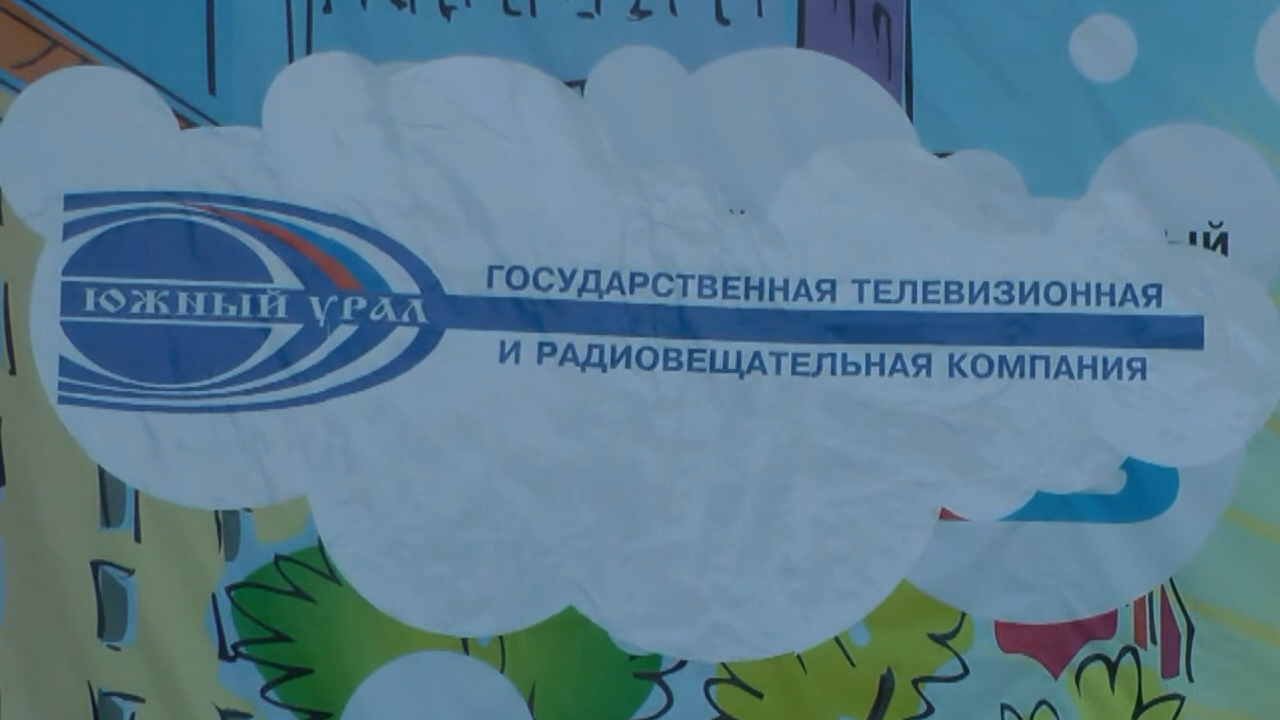 ЮЖНЫЙ УРАЛ
ГОСУДАРСТВЕННАЯ ТЕЛЕВИЗИОННАЯ
И РАДИОВЕЩАТЕЛЬНАЯ КОМПАНИЯ